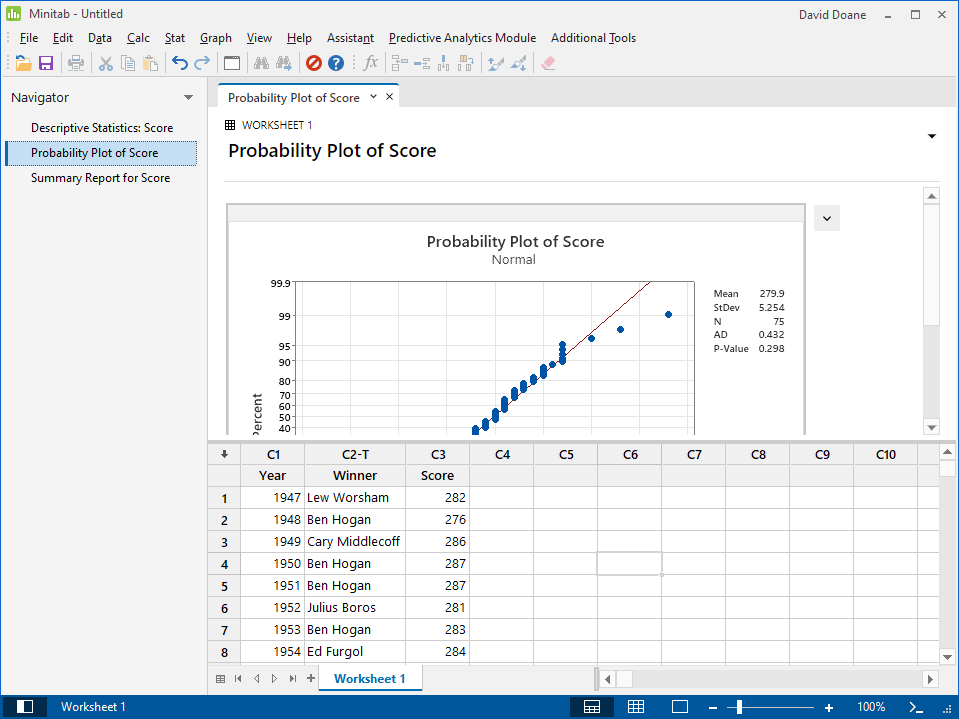 Minitab - Untitled David Doane
File Edit Data Calc Stat Graph View Help Assistant Predictive Analytics Module Additional Tools
Navigator
Descriptive Statistics: Score
Probability Plot of Score
Summary Report for Score
Probability Plot of Score
WORKSHEET 1
Probability Plot of Score
Probability Plot of Score
Normal
99.9
99
95
90
80
70
60
50
40
Percent
Mean 279.9
StDev 5.254
N 75
AD 0.432
P-Value 0.298
C1 C2-T C3 C4 C5 C6 C7 C8 C9 C10
Year Winner Score
1 1947 Lew Worsham 282
2 1948 Ben Hogan 276
3 1949 Cary Middlecoff 286
4 1950 Ben Hogan 287
5 1951 Ben Hogan 287
6 1952 Julius Boros 281
7 1953 Ben Hogan 283
8 1954 Ed Furgol 284
Worksheet 1
Worksheet 1 100%